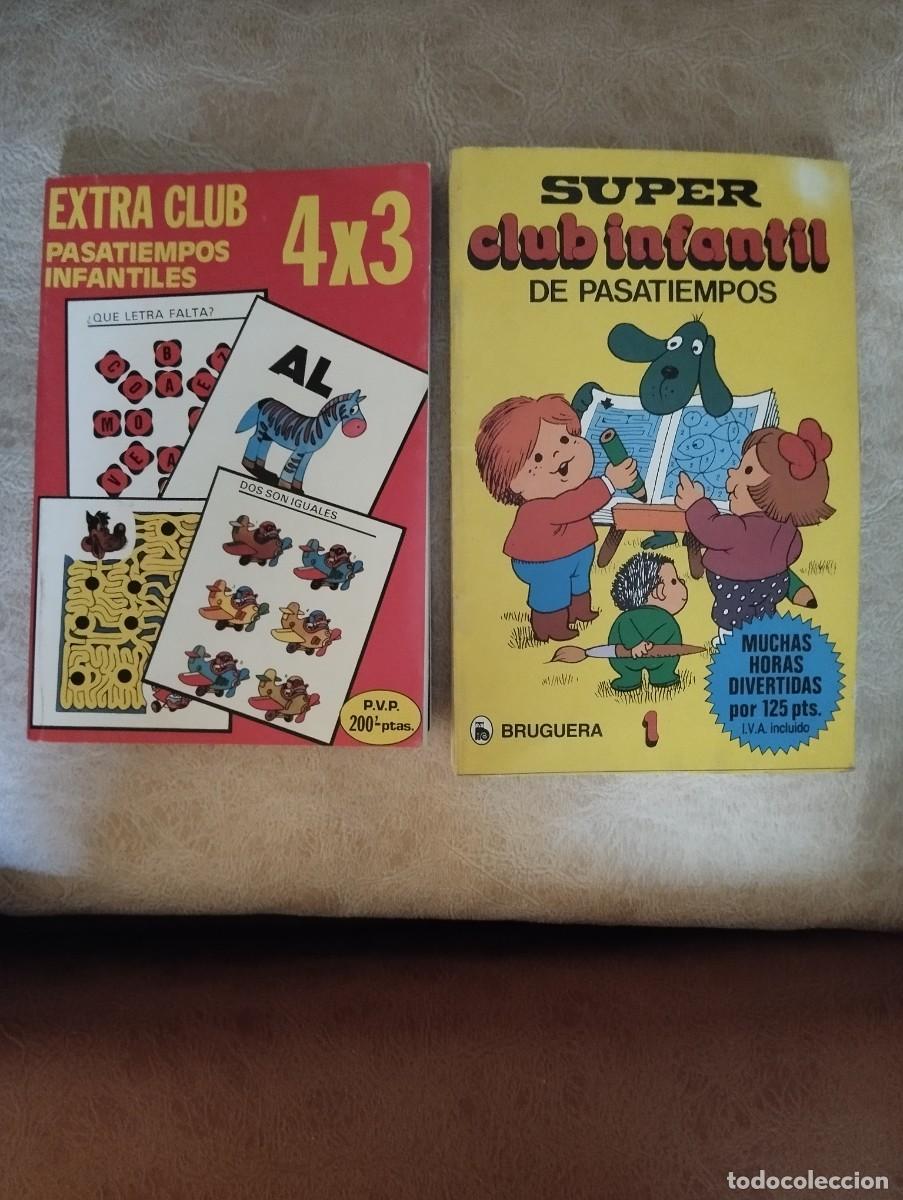 EXTRA CLUB
PASATIEMPOS
INFANTILES
4x3
¿QUE LETRA FALTA?
AL
DOS SON IGUALES
P.V.P.
200'- ptas.
SUPER
club infantil
DE PASATIEMPOS
MUCHAS
HORAS
DIVERTIDAS
por 125 pts.
I.V.A. incluido
BRUGUERA
1
todocoleccion